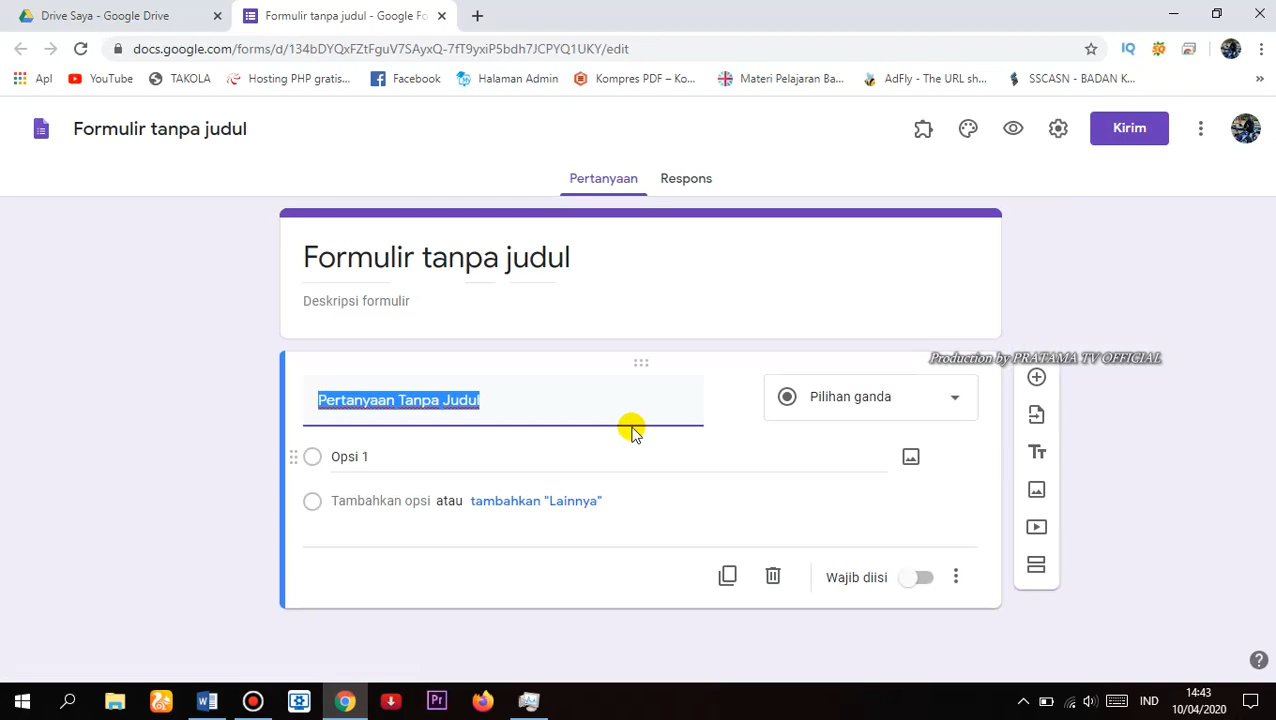 Drive Saya - Google Drive
Formulir tanpa judul - Google Fo
docs.google.com/forms/d/134bDYQxFZtFguV7SAyxQ-7fT9yxiP5bdh7JCPYQ1UKY/edit
IQ
Apl
YouTube
TAKOLA
Hosting PHP gratis...
Facebook
Halaman Admin
Kompres PDF – Ko...
Materi Pelajaran Ba...
AdFly - The URL sh...
SSCASN - BADAN K...
»
Formulir tanpa judul
Kirim
Pertanyaan
Respons
Formulir tanpa judul
Deskripsi formulir
Production by PRATAMA TV OFFICIAL
Pertanyaan Tanpa Judul
Pilihan ganda
Opsi 1
Tambahkan opsi atau tambahkan "Lainnya"
Wajib diisi
IND
14:43
10/04/2020